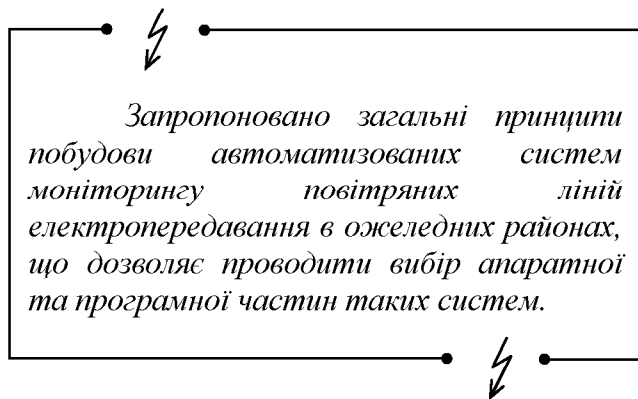 Запропоновано загальні принципи
побудови автоматизованих систем
моніторингу повітряних ліній
електропередавання в ожеледних районах,
що дозволяє проводити вибір апаратної
та програмної частин таких систем.